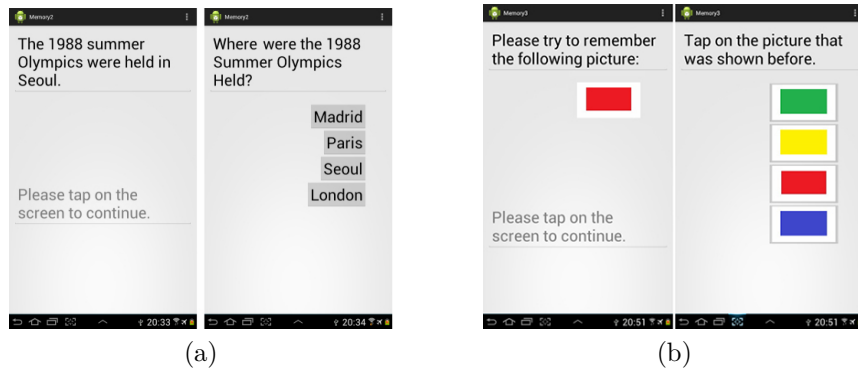 Memory2
The 1988 summer
Olympics were held in
Seoul.
Please tap on the
screen to continue.
20:33
Memory2
Where were the 1988
Summer Olympics
Held?
Madrid
Paris
Seoul
London
20:34
(a)
Memory3
Please try to remember
the following picture:
Please tap on the
screen to continue.
20:51
Memory3
Tap on the picture that
was shown before.
20:51
(b)